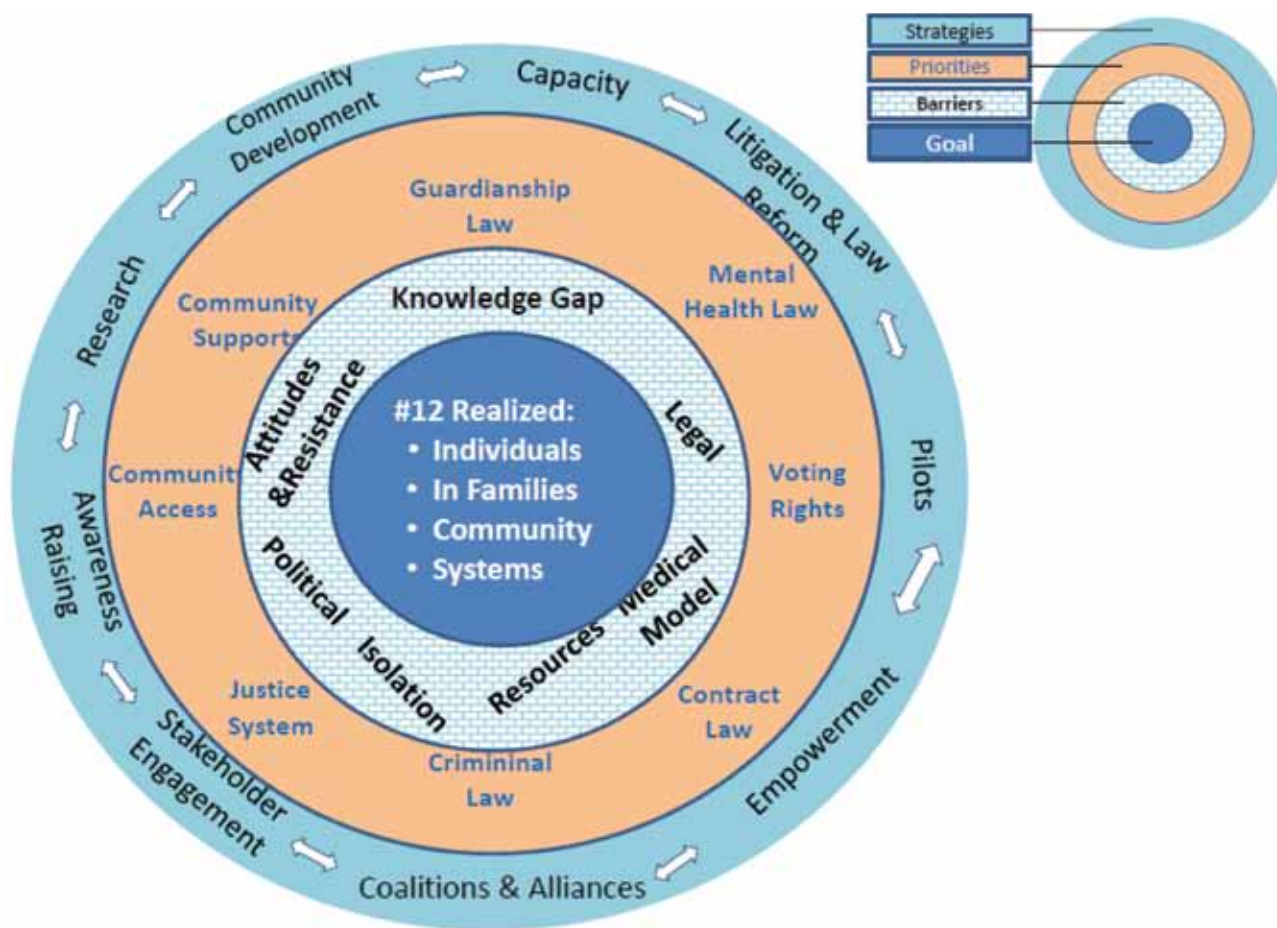 Strategies
Priorities
Barriers
Goal
Capacity
Litigation & Law
Reform
Pilots
Empowerment
Coalitions & Alliances
Stakeholder
Engagement
Awareness
Raising
Research
Community
Development
Guardianship
Law
Mental
Health Law
Voting
Rights
Contract
Law
Crimininal
Law
Justice
System
Community
Access
Community
Supports
Knowledge Gap
Legal
Medical
Model
Resources
Isolation
Political
Attitudes
&Resistance
#12 Realized:
• Individuals
• In Families
• Community
• Systems